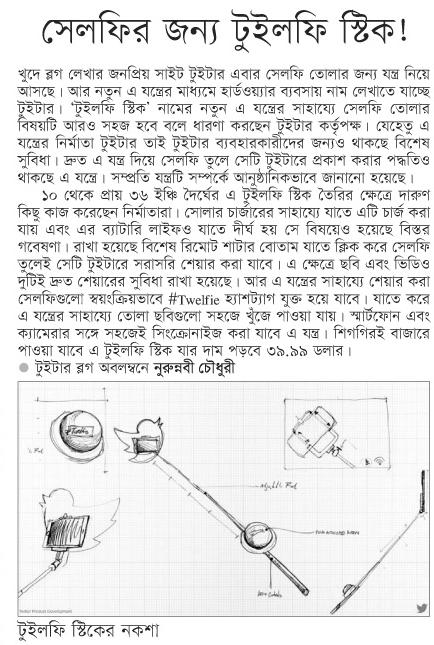 সেলফির জন্য টুইলফি স্টিক!
খুদে ব্লগ লেখার জনপ্রিয় সাইট টুইটার এবার সেলফি তোলার জন্য যন্ত্র নিয়ে
আসছে। আর নতুন এ যন্ত্রের মাধ্যমে হার্ডওয়্যার ব্যবসায় নাম লেখাতে যাচ্ছে
টুইটার। ‘টুইলফি স্টিক’ নামের নতুন এ যন্ত্রের সাহায্যে সেলফি তোলার
বিষয়টি আরও সহজ হবে বলে ধারণা করছেন টুইটার কর্তৃপক্ষ। যেহেতু এ
যন্ত্রের নির্মাতা টুইটার তাই টুইটার ব্যবহারকারীদের জন্যও থাকছে বিশেষ
সুবিধা। দ্রুত এ যন্ত্র দিয়ে সেলফি তুলে সেটি টুইটারে প্রকাশ করার পদ্ধতিও
থাকছে এ যন্ত্রে। সম্প্রতি যন্ত্রটি সম্পর্কে আনুষ্ঠানিকভাবে জানানো হয়েছে।
১০ থেকে প্রায় ৩৬ ইঞ্চি দৈর্ঘের এ টুইলফি স্টিক তৈরির ক্ষেত্রে দারুণ
কিছু কাজ করেছেন নির্মাতারা। সোলার চার্জারের সাহায্যে যাতে এটি চার্জ করা
যায় এবং এর ব্যাটারি লাইফও যাতে দীর্ঘ হয় সে বিষয়েও হয়েছে বিস্তর
গবেষণা। রাখা হয়েছে বিশেষ রিমোট শাটার বোতাম যাতে ক্লিক করে সেলফি
তুলেই সেটি টুইটারে সরাসরি শেয়ার করা যাবে। এ ক্ষেত্রে ছবি এবং ভিডিও
দুটিই দ্রুত শেয়ারের সুবিধা রাখা হয়েছে। আর এ যন্ত্রের সাহায্যে শেয়ার করা
সেলফিগুলো স্বয়ংক্রিয়ভাবে #Twelfie হ্যাশট্যাগ যুক্ত হয়ে যাবে। যাতে করে
এ যন্ত্রের সাহায্যে তোলা ছবিগুলো সহজে খুঁজে পাওয়া যায়। স্মার্টফোন এবং
ক্যামেরার সঙ্গে সহজেই সিংক্রোনাইজ করা যাবে এ যন্ত্র। শিগগিরই বাজারে
পাওয়া যাবে এ টুইলফি স্টিক যার দাম পড়বে ৩৯.৯৯ ডলার।
টুইটার ব্লগ অবলম্বনে নুরুন্নবী চৌধুরী
Twitter Product Development
টুইলফি স্টিকের নকশা